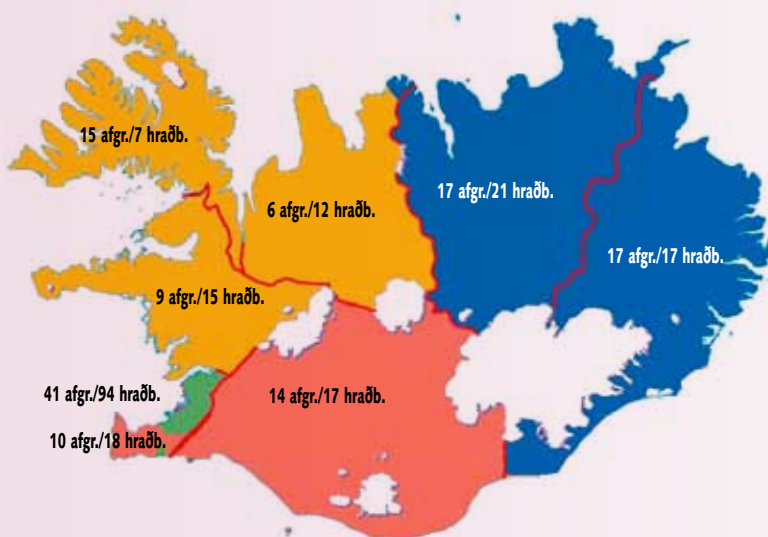 15 afgr./7 hraðb.
6 afgr./12 hraðb.
17 afgr./21 hraðb.
17 afgr./17 hraðb.
9 afgr./15 hraðb.
41 afgr./94 hraðb.
14 afgr./17 hraðb.
10 afgr./18 hraðb.